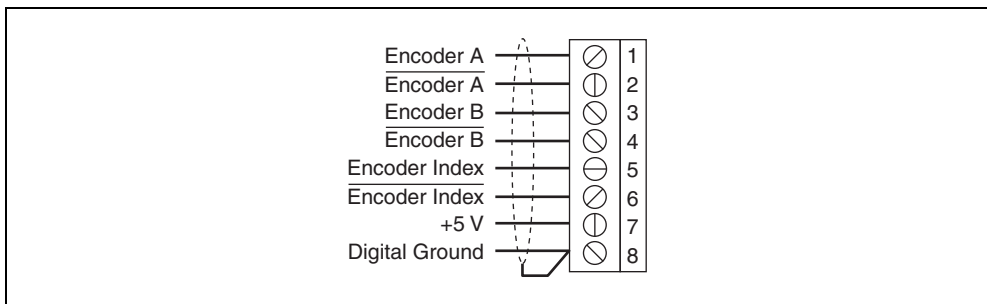 Encoder A 1
Encoder A 2
Encoder B 3
Encoder B 4
Encoder Index 5
Encoder Index 6
+5 V 7
Digital Ground 8